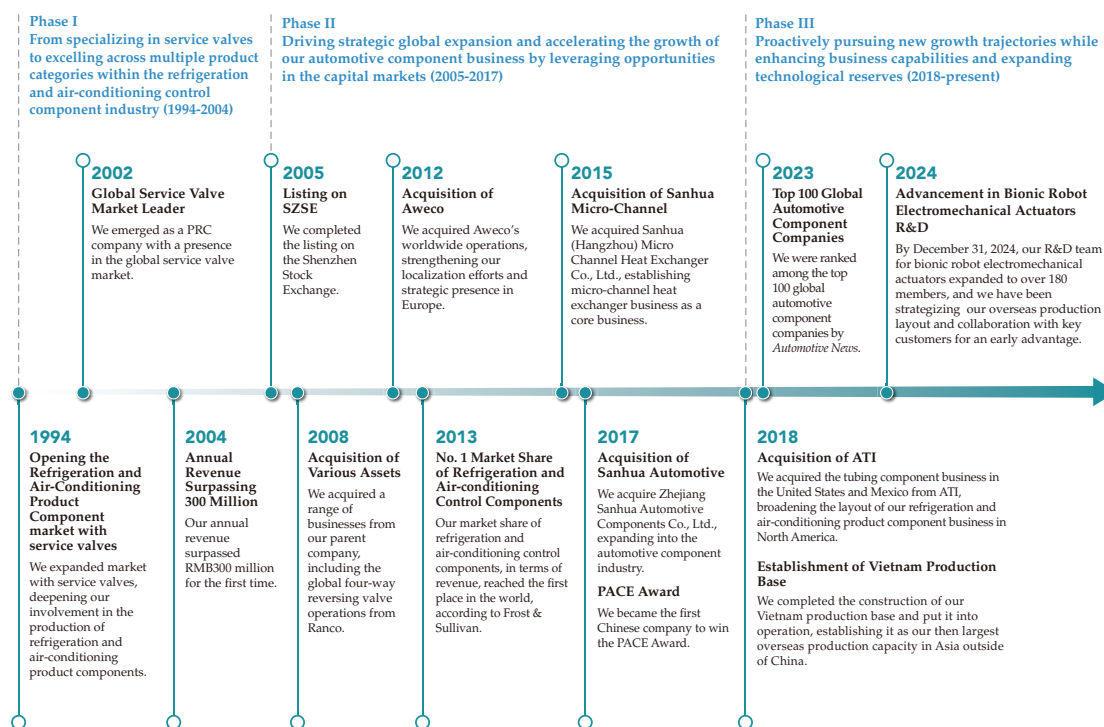 Phase I
From specializing in service valves
to excelling across multiple product
categories within the refrigeration
and air-conditioning control
component industry (1994-2004)
Phase II
Driving strategic global expansion and accelerating the growth of
our automotive component business by leveraging opportunities
in the capital markets (2005-2017)
Phase III
Proactively pursuing new growth trajectories while
enhancing business capabilities and expanding
technological reserves (2018-present)
2002
Global Service Valve
Market Leader
We emerged as a PRC
company with a presence
in the global service valve
market.
2005
Listing on
SZSE
We completed
the listing on
the Shenzhen
Stock
Exchange.
2012
Acquisition of
Aweco
We acquired Aweco's
worldwide operations,
strengthening our
localization efforts and
strategic presence in
Europe.
2015
Acquisition of Sanhua
Micro-Channel
We acquired Sanhua
(Hangzhou) Micro
Channel Heat Exchanger
Co., Ltd., establishing
micro-channel heat
exchanger business as a
core business.
2023
Top 100 Global
Automotive
Component
Companies
We were ranked
among the top
100 global
automotive
component
companies by
Automotive News.
2024
Advancement in Bionic Robot
Electromechanical Actuators
R&D
By December 31, 2024, our R&D team
for bionic robot electromechanical
actuators expanded to over 180
members, and we have been
strategizing our overseas production
layout and collaboration with key
customers for an early advantage.
1994
Opening the
Refrigeration and
Air-Conditioning
Product
Component
market with
service valves
We expanded market
with service valves,
deepening our
involvement in the
production of
refrigeration and
air-conditioning
product components.
2004
Annual
Revenue
Surpassing
300 Million
Our annual
revenue
surpassed
RMB300 million
for the first time.
2008
Acquisition of
Various Assets
We acquired a
range of
businesses from
our parent
company,
including the
global four-way
reversing valve
operations from
Ranco.
2013
No. 1 Market Share
of Refrigeration and
Air-conditioning
Control Components
Our market share of
refrigeration and
air-conditioning control
components, in terms of
revenue, reached the first
place in the world,
according to Frost &
Sullivan.
2017
Acquisition of
Sanhua Automotive
We acquire Zhejiang
Sanhua Automotive
Components Co., Ltd.,
expanding into the
automotive component
industry.
PACE Award
We became the first
Chinese company to win
the PACE Award.
2018
Acquisition of ATI
We acquired the tubing component business in
the United States and Mexico from ATI,
broadening the layout of our refrigeration and
air-conditioning product component business in
North America.
Establishment of Vietnam Production
Base
We completed the construction of our
Vietnam production base and put it into
operation, establishing it as our then largest
overseas production capacity in Asia outside
of China.